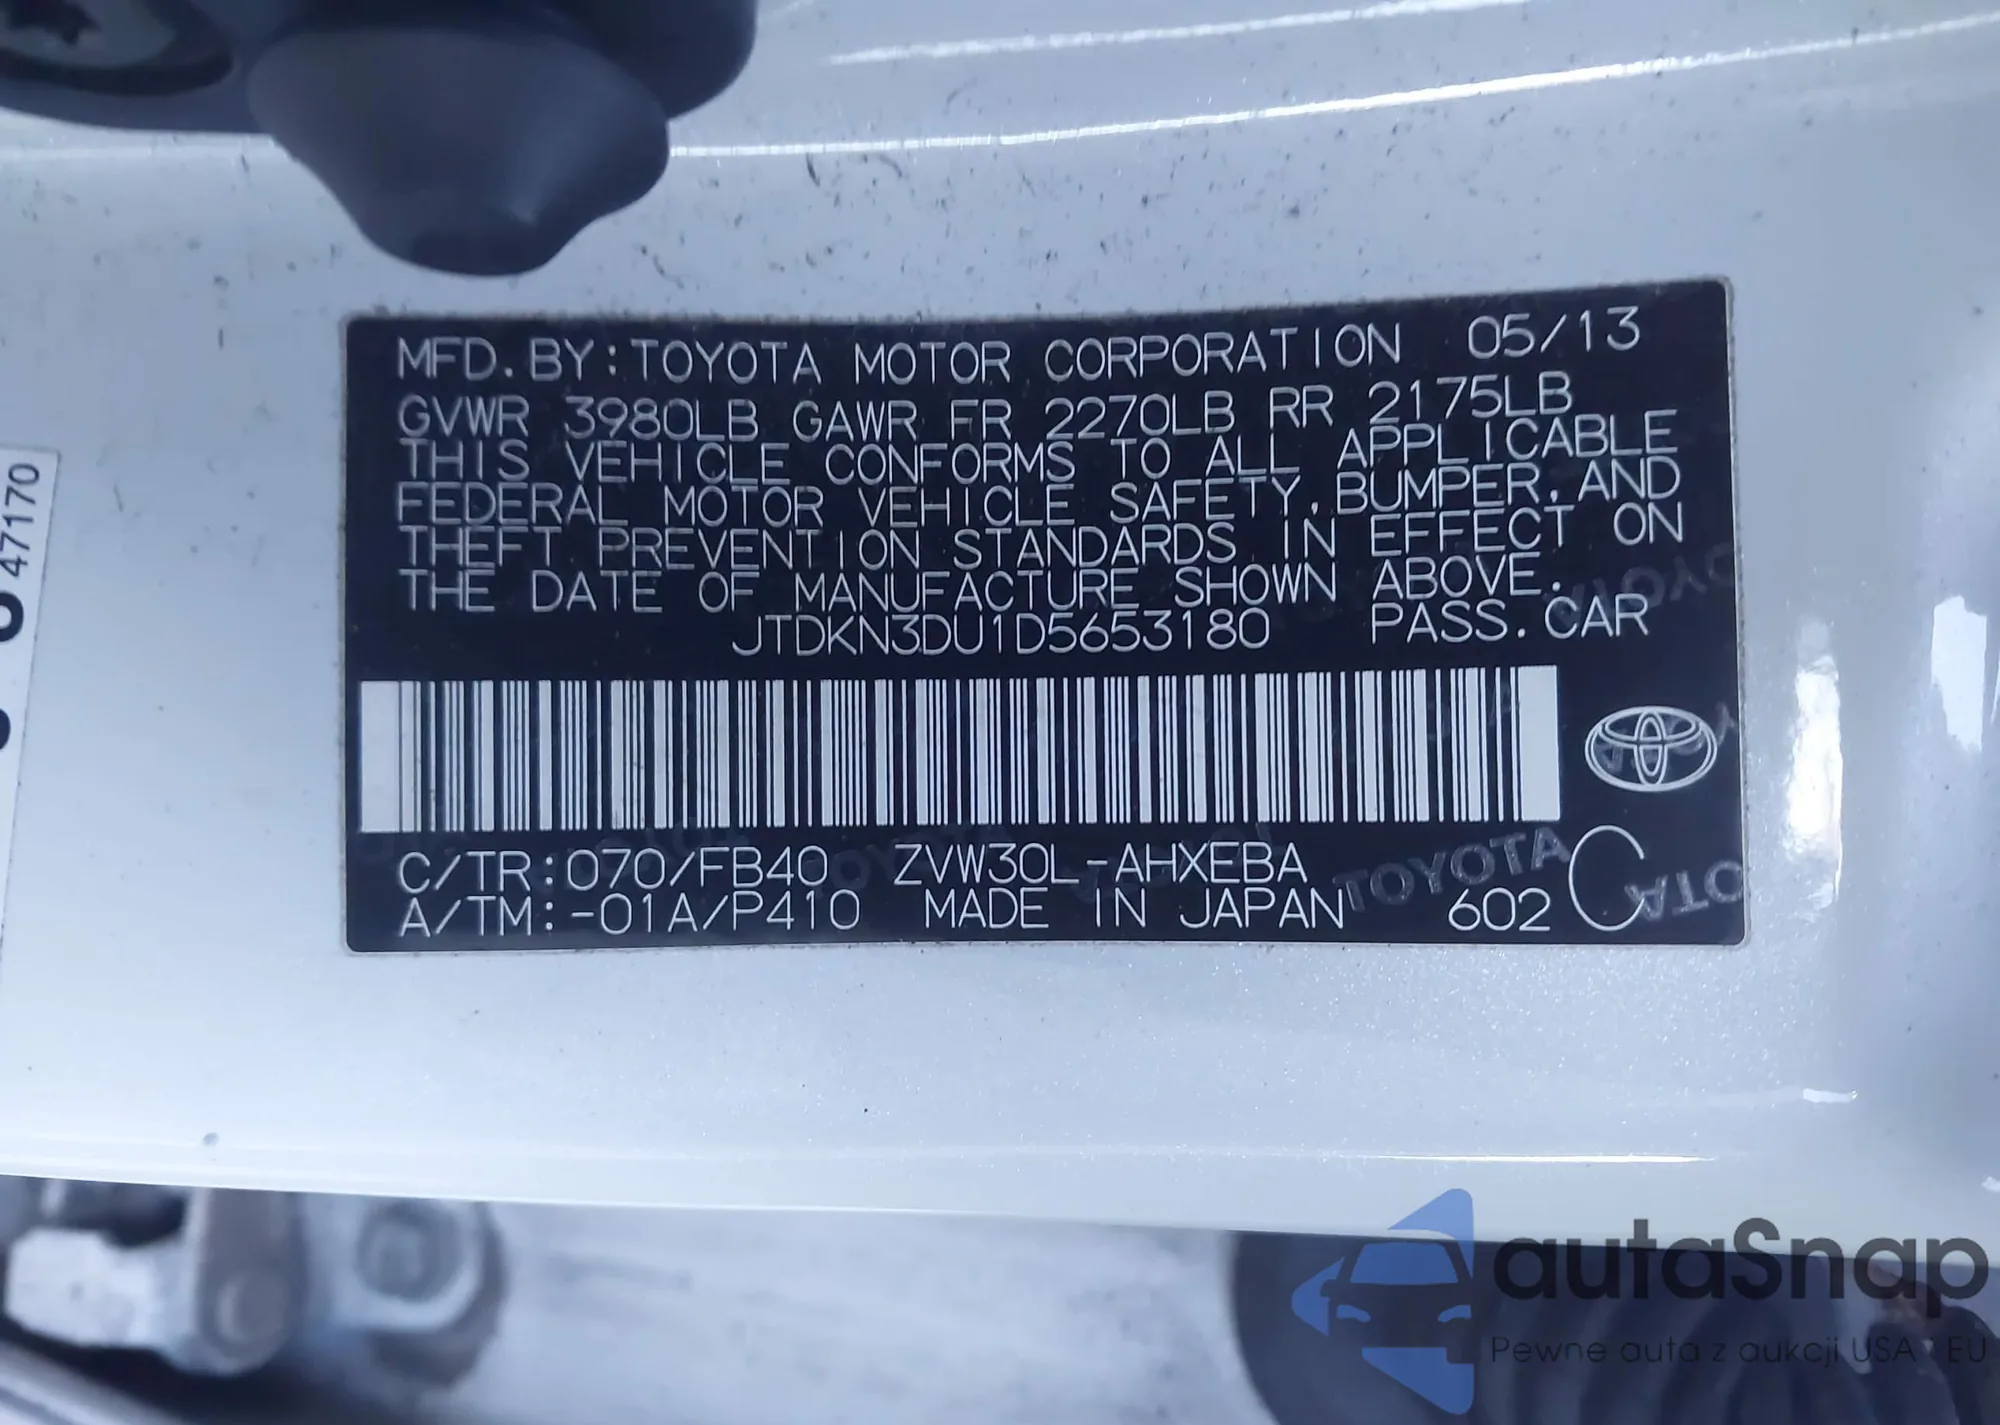 MFD. BY: TOYOTA MOTOR CORPORATION 05/13
GVWR 3980LB GAWR FR 2270LB RR 2175LB
THIS VEHICLE CONFORMS TO ALL APPLICABLE
FEDERAL MOTOR VEHICLE SAFETY, BUMPER, AND
THEFT PREVENTION STANDARDS IN EFFECT ON
THE DATE OF MANUFACTURE SHOWN ABOVE.
JTDKN3DU1D5653180 PASS. CAR
C/TR: 070/FB40 ZVW30L-AHXEBA
A/TM: -01A/P410 MADE IN JAPAN 602 C
TOYOTA
47170
autaSnap
Pewne auta z aukcji USA i EU